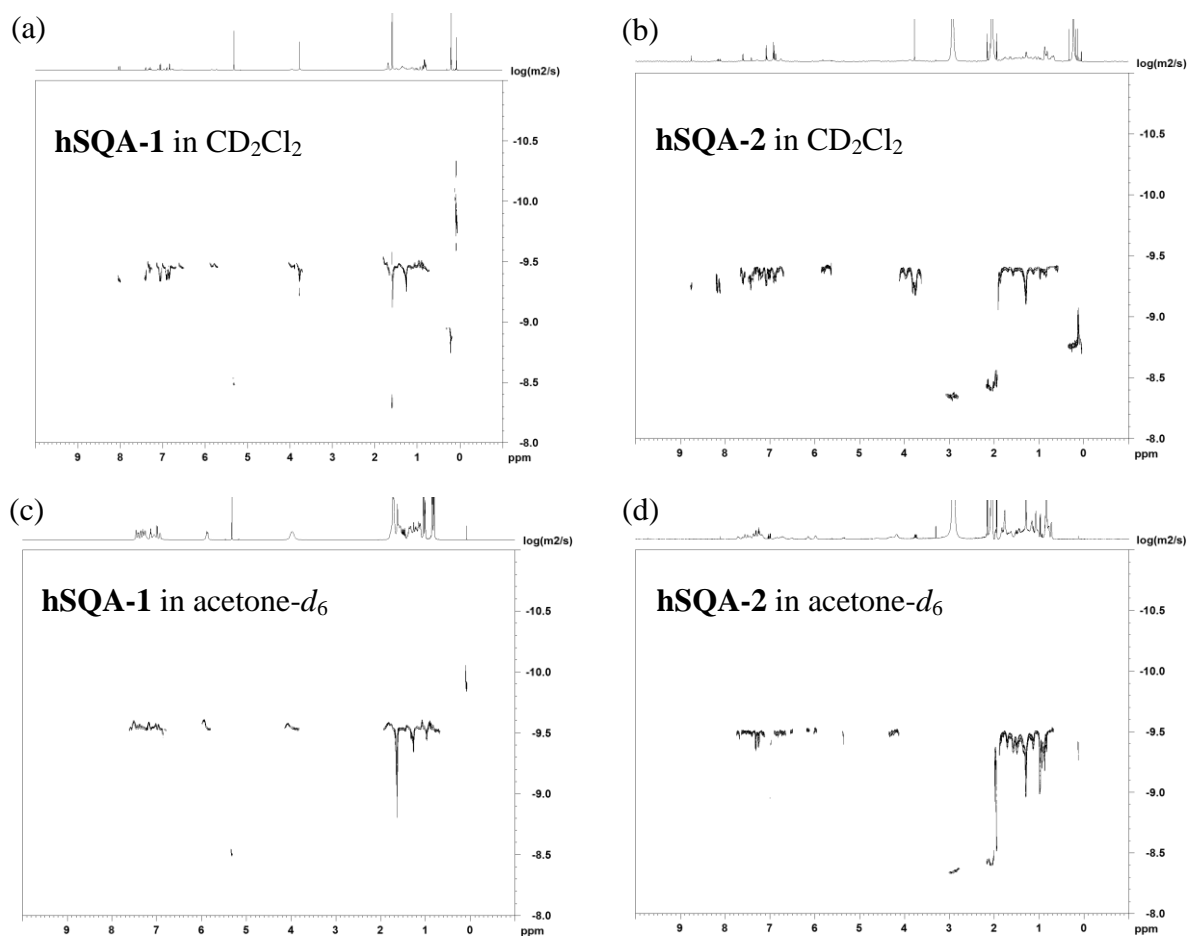 (a)
log(m2/s)
hSQA-1 in CD₂Cl₂
-10.5
-10.0
-9.5
-9.0
-8.5
-8.0
9 8 7 6 5 4 3 2 1 0 ppm
(b)
log(m2/s)
hSQA-2 in CD₂Cl₂
-10.5
-10.0
-9.5
-9.0
-8.5
-8.0
9 8 7 6 5 4 3 2 1 0 ppm
(c)
log(m2/s)
hSQA-1 in acetone-d₆
-10.5
-10.0
-9.5
-9.0
-8.5
-8.0
9 8 7 6 5 4 3 2 1 0 ppm
(d)
log(m2/s)
hSQA-2 in acetone-d₆
-10.5
-10.0
-9.5
-9.0
-8.5
-8.0
9 8 7 6 5 4 3 2 1 0 ppm